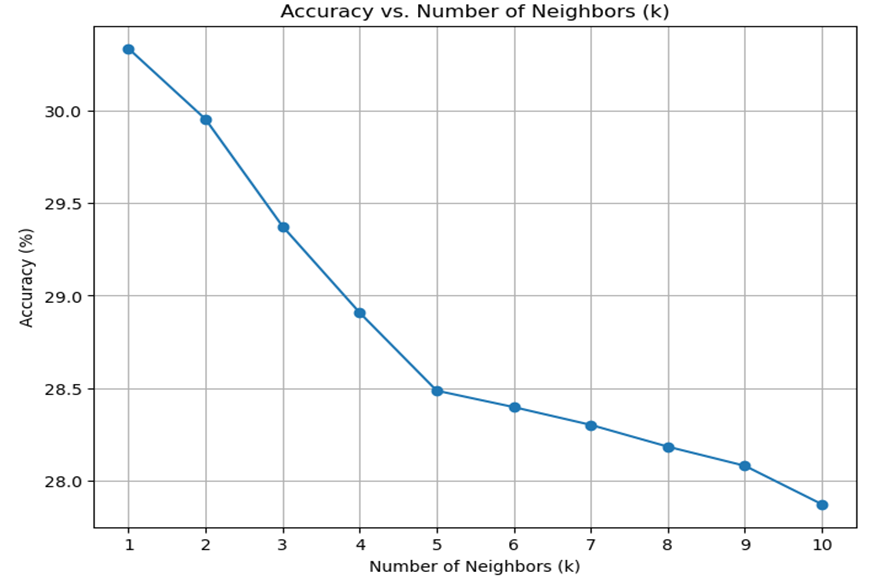 Accuracy vs. Number of Neighbors (k)
Accuracy (%)
30.0
29.5
29.0
28.5
28.0
1 2 3 4 5 6 7 8 9 10
Number of Neighbors (k)